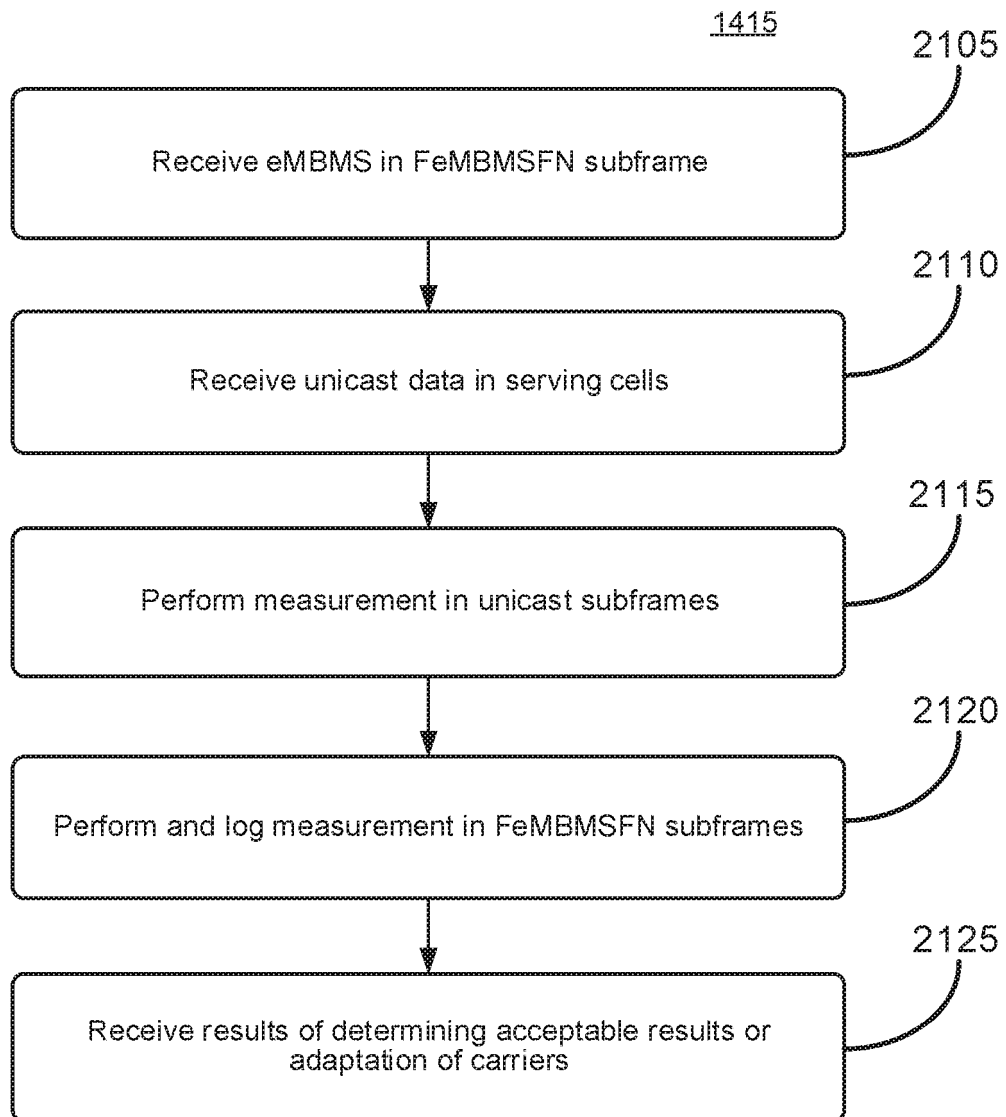 1415
2105
Receive eMBMS in FeMBMSFN subframe
2110
Receive unicast data in serving cells
2115
Perform measurement in unicast subframes
2120
Perform and log measurement in FeMBMSFN subframes
2125
Receive results of determining acceptable results or
adaptation of carriers